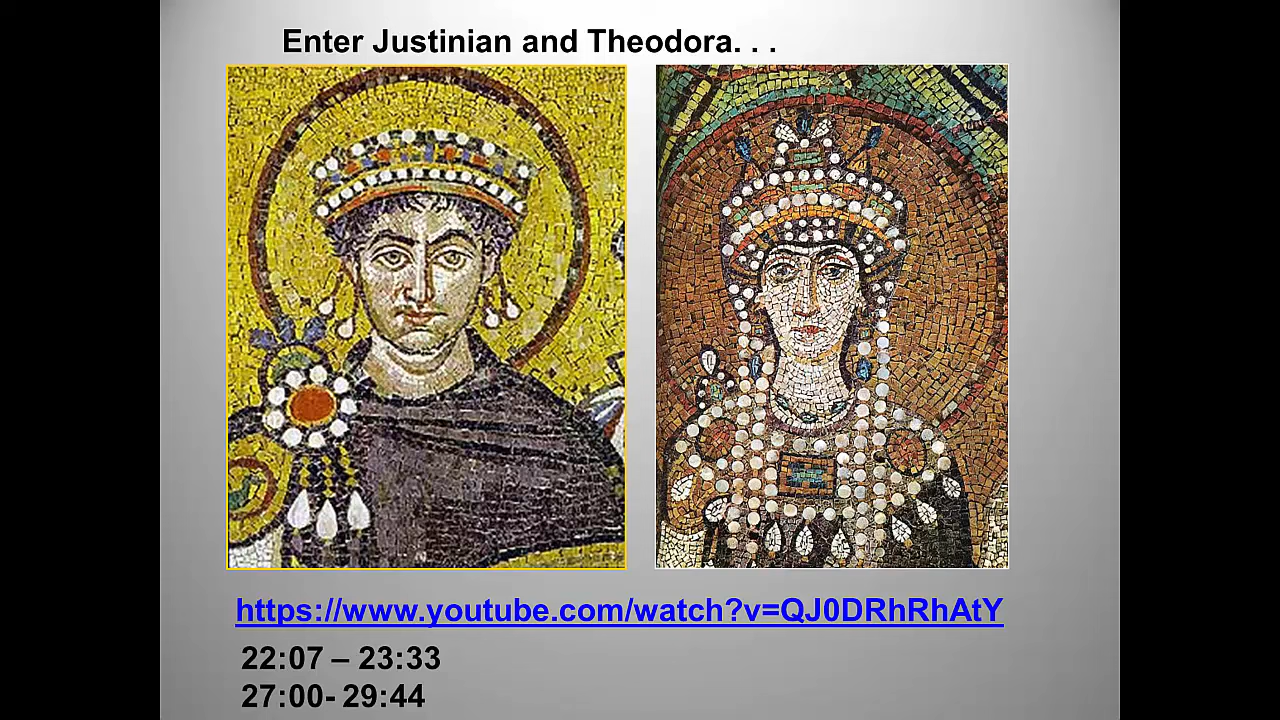 Enter Justinian and Theodora. . .
https://www.youtube.com/watch?v=QJ0DRhRhAtY
22:07 – 23:33
27:00- 29:44